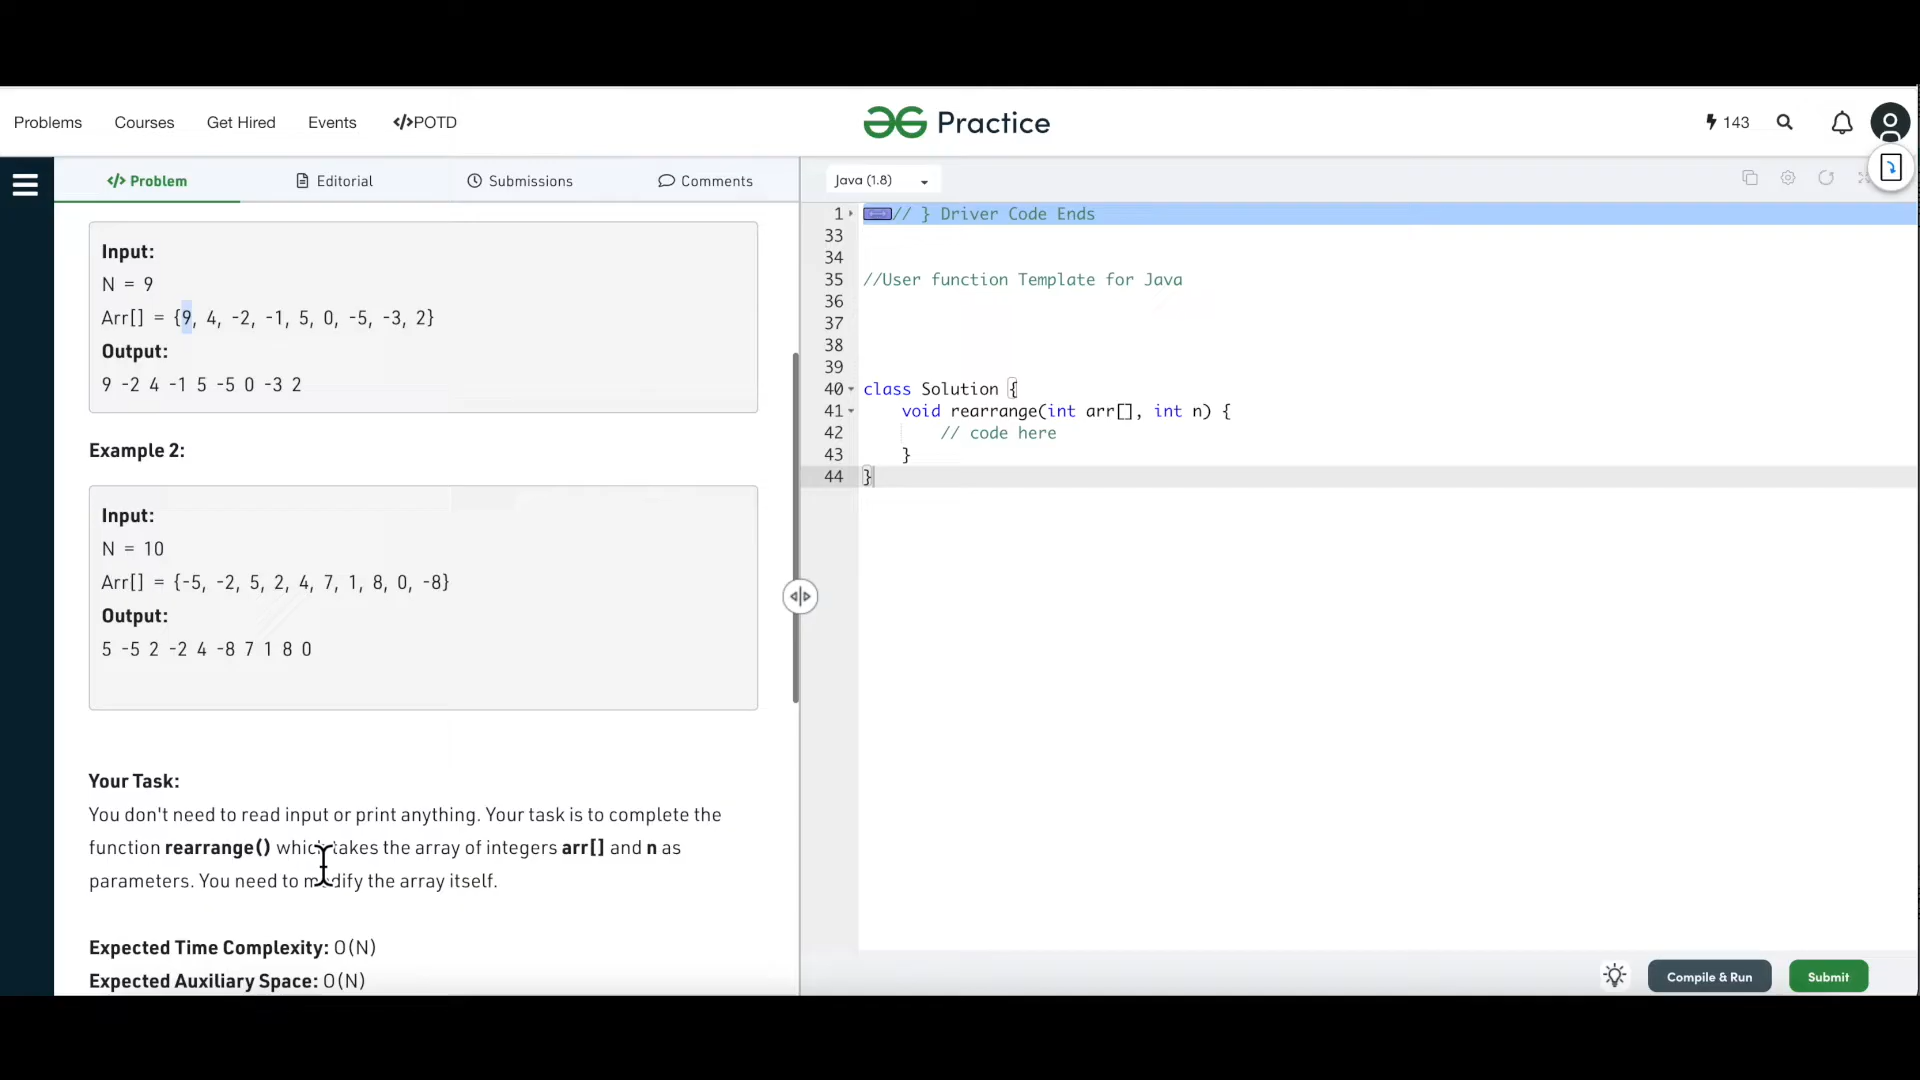 Problems Courses Get Hired Events </>POTD
Practice
143
</> Problem Editorial Submissions Comments
Input:
N = 9
Arr[] = {9, 4, -2, -1, 5, 0, -5, -3, 2}
Output:
9 -2 4 -1 5 -5 0 -3 2
Example 2:
Input:
N = 10
Arr[] = {-5, -2, 5, 2, 4, 7, 1, 8, 0, -8}
Output:
5 -5 2 -2 4 -8 7 1 8 0
Your Task:
You don't need to read input or print anything. Your task is to complete the
function rearrange() which takes the array of integers arr[] and n as
parameters. You need to modify the array itself.
Expected Time Complexity: O(N)
Expected Auxiliary Space: O(N)
Java (1.8)
1 // } Driver Code Ends
33
34
35 //User function Template for Java
36
37
38
39
40 class Solution {
41 void rearrange(int arr[], int n) {
42 // code here
43 }
44 }
Compile & Run Submit